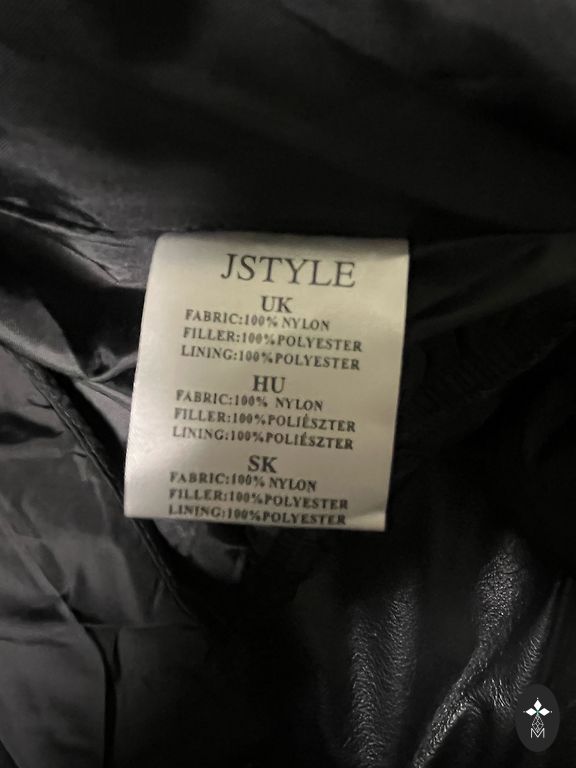 JSTYLE
UK
FABRIC:100% NYLON
FILLER:100%POLYESTER
LINING:100%POLYESTER
HU
FABRIC:100% NYLON
FILLER:100%POLIÉSZTER
LINING:100%POLIÉSZTER
SK
FABRIC:100% NYLON
FILLER:100%POLYESTER
LINING:100%POLYESTER
M